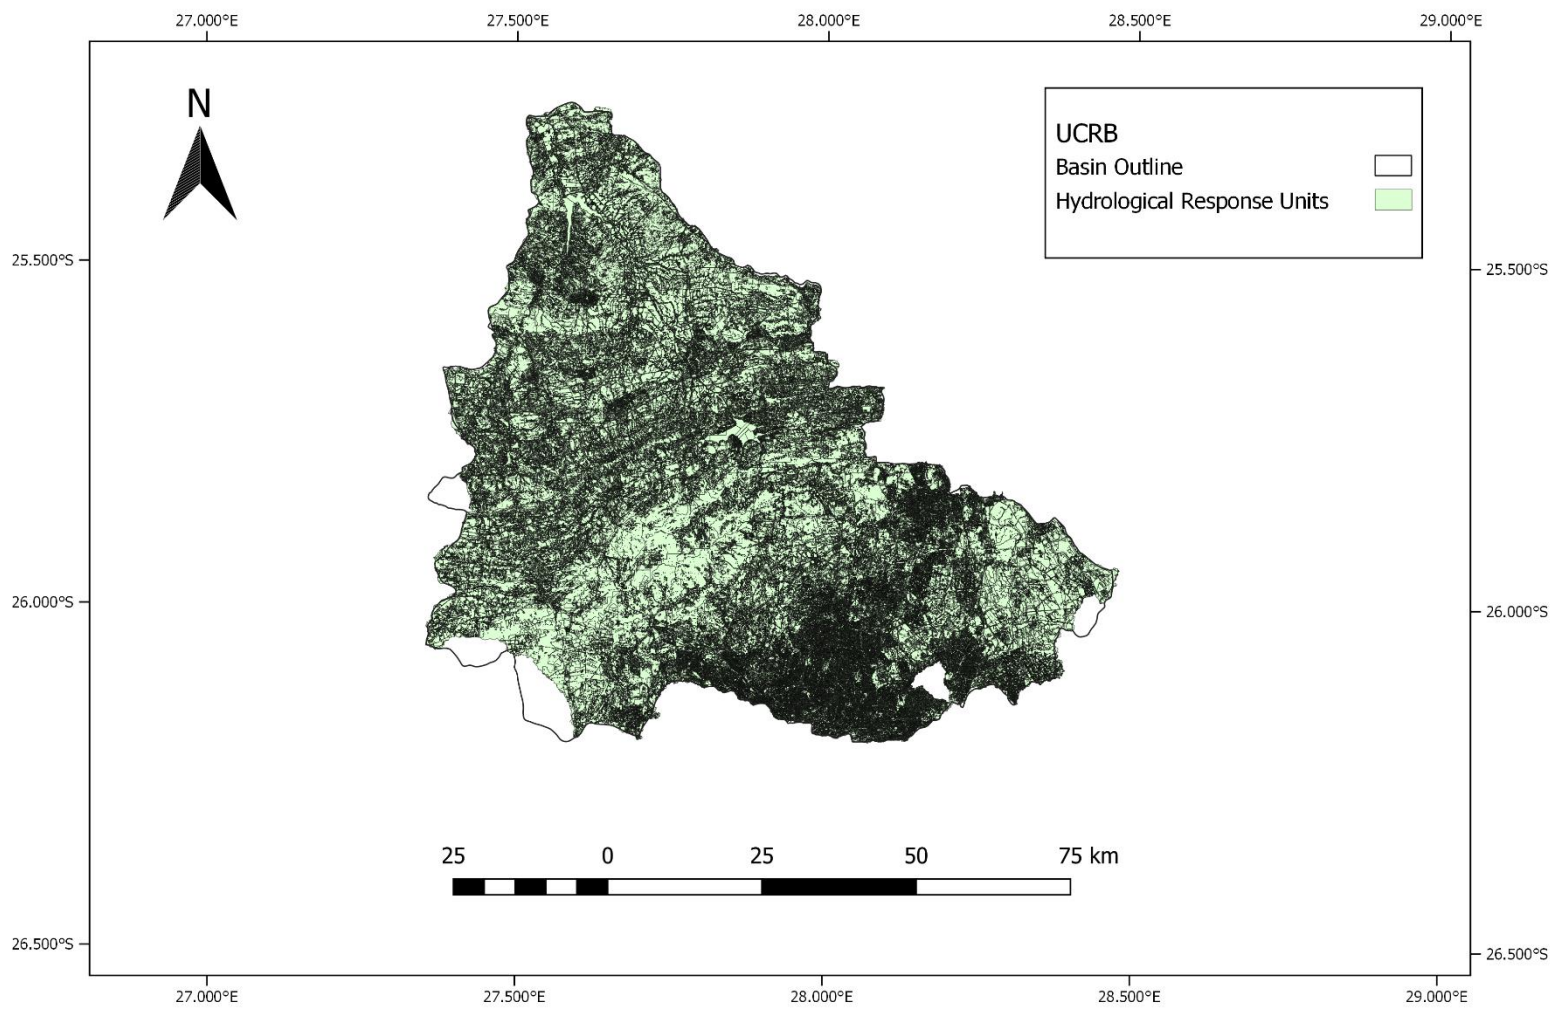 27.000°E 27.500°E 28.000°E 28.500°E 29.000°E
N
UCRB
Basin Outline
Hydrological Response Units
25.500°S 25.500°S
26.000°S 26.000°S
25 0 25 50 75 km
26.500°S 26.500°S
27.000°E 27.500°E 28.000°E 28.500°E 29.000°E